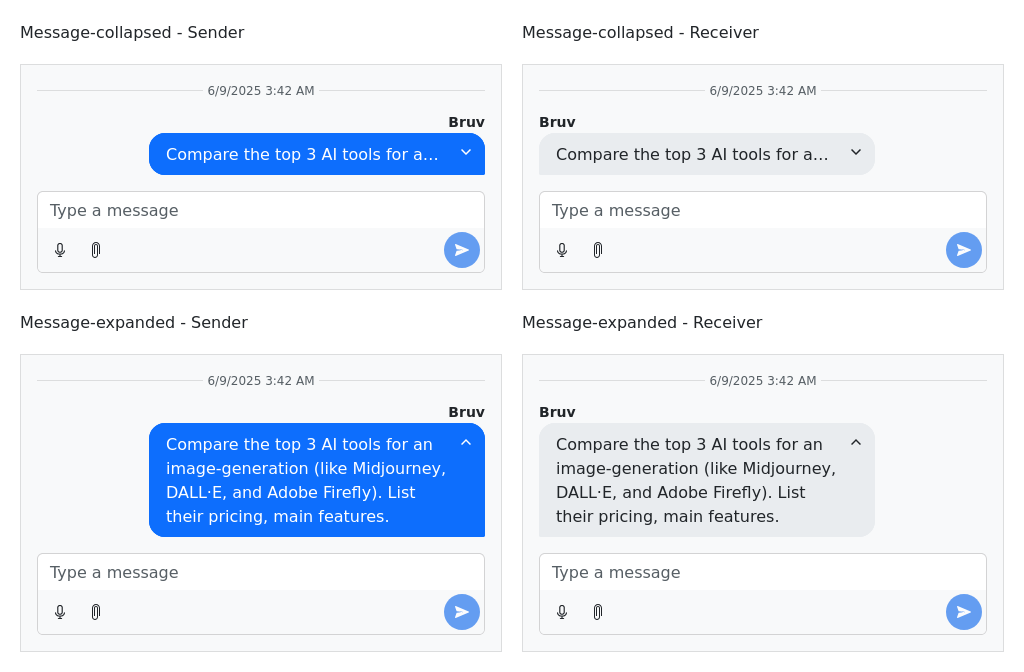 Message-collapsed - Sender
6/9/2025 3:42 AM
Bruv
Compare the top 3 AI tools for a...
Type a message
Message-collapsed - Receiver
6/9/2025 3:42 AM
Bruv
Compare the top 3 AI tools for a...
Type a message
Message-expanded - Sender
6/9/2025 3:42 AM
Bruv
Compare the top 3 AI tools for an
image-generation (like Midjourney,
DALL·E, and Adobe Firefly). List
their pricing, main features.
Type a message
Message-expanded - Receiver
6/9/2025 3:42 AM
Bruv
Compare the top 3 AI tools for an
image-generation (like Midjourney,
DALL·E, and Adobe Firefly). List
their pricing, main features.
Type a message